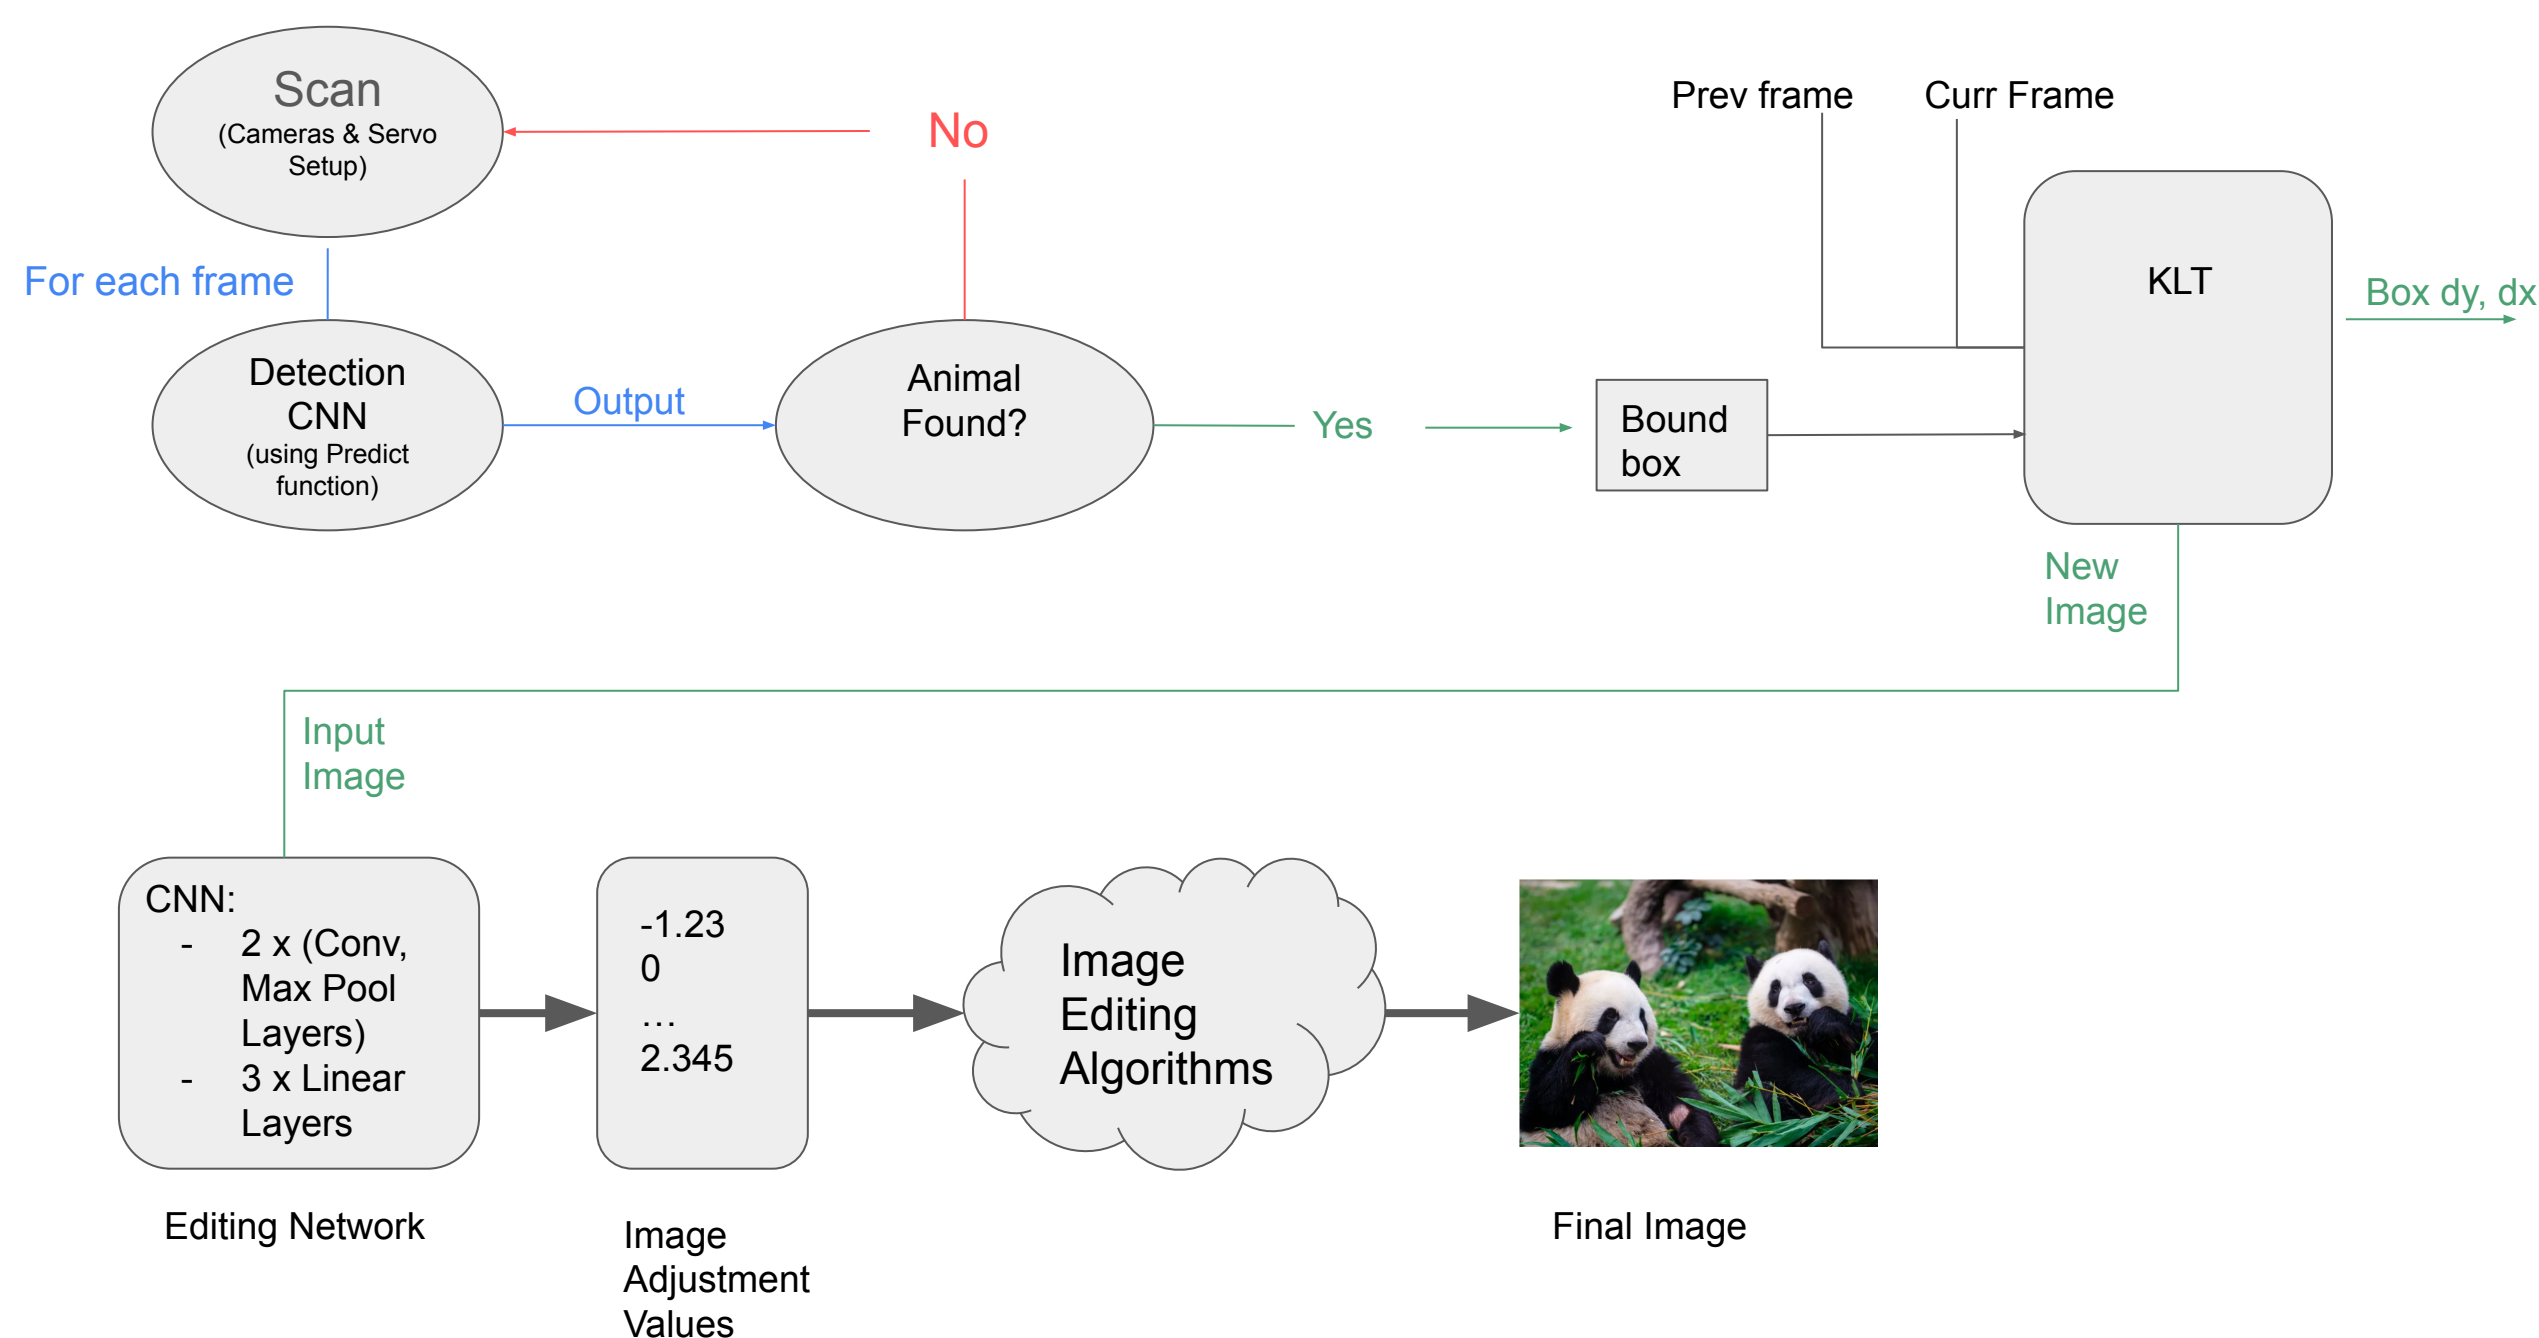 Scan
(Cameras & Servo
Setup)
No
Prev frame
Curr Frame
For each frame
KLT
Box dy, dx
Detection
CNN
(using Predict
function)
Output
Animal
Found?
Yes
Bound
box
New
Image
Input
Image
CNN:
- 2 x (Conv,
Max Pool
Layers)
- 3 x Linear
Layers
-1.23
0
...
2.345
Image
Editing
Algorithms
Editing Network
Image
Adjustment
Values
Final Image